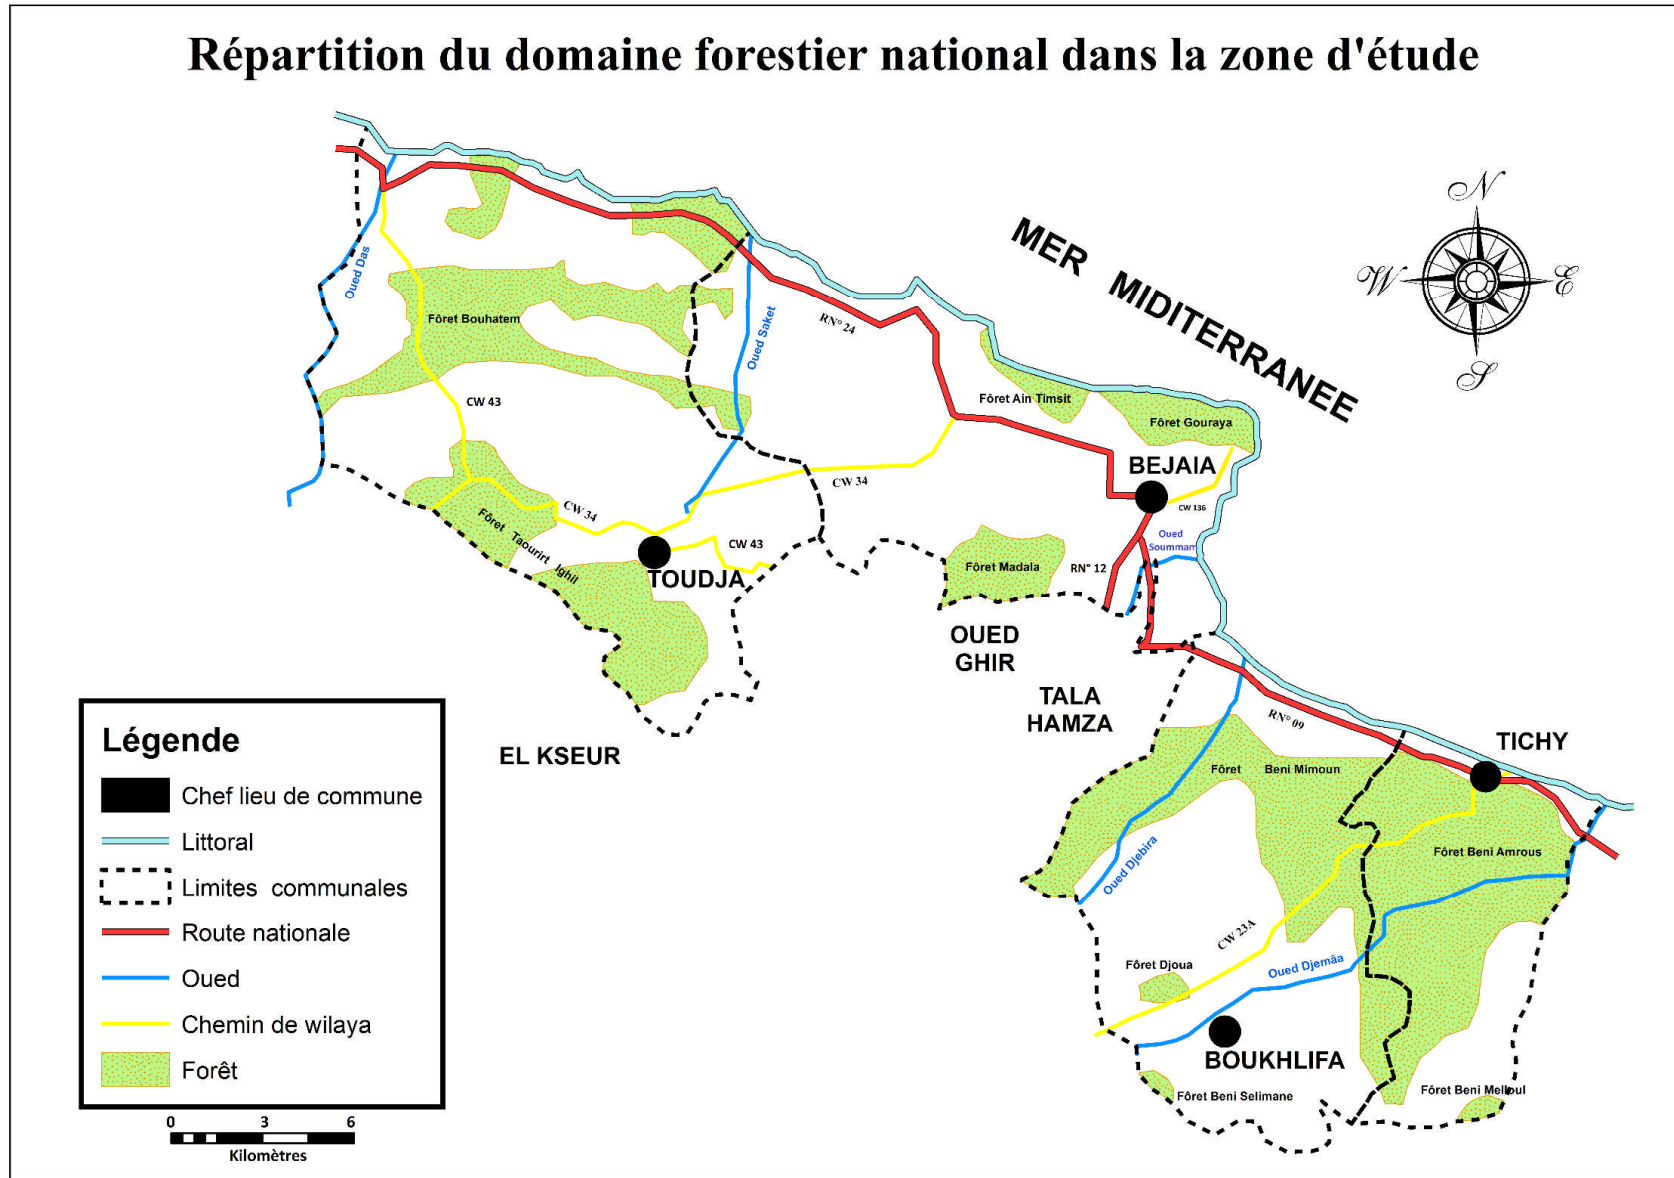 Répartition du domaine forestier national dans la zone d'étude
N
W
E
S
MER MIDITERRANEE
Oued Das
Fôret Bouhatem
Oued Saket
RN° 24
CW 43
Fôret Ain Timsit
Fôret Gouraya
BEJAIA
CW 34
CW 136
CW 34
Fôret Taourirt Ighil
CW 43
TOUDJA
Oued
Soummam
RN° 12
Fôret Madala
OUED
GHIR
TALA
HAMZA
EL KSEUR
RN° 09
TICHY
Fôret Beni Mimoun
Oued Djebira
Fôret Beni Amrous
CW 23A
Fôret Djoua
Oued Djemâa
BOUKHLIFA
Fôret Beni Selimane
Fôret Beni Melloul
Légende
Chef lieu de commune
Littoral
Limites communales
Route nationale
Oued
Chemin de wilaya
Forêt
0 3 6
Kilomètres